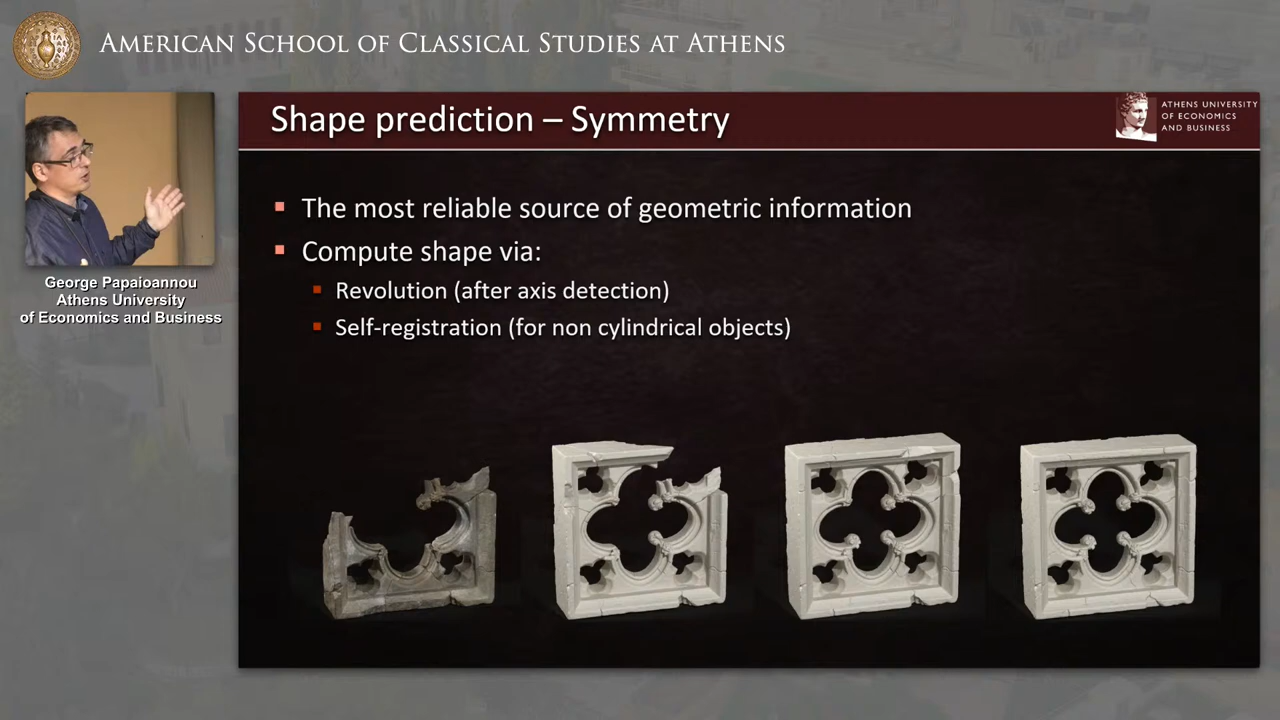 AMERICAN SCHOOL OF CLASSICAL STUDIES AT ATHENS
George Papaioannou
Athens University
of Economics and Business
Shape prediction – Symmetry
ATHENS UNIVERSITY
OF ECONOMICS
AND BUSINESS
The most reliable source of geometric information
Compute shape via:
Revolution (after axis detection)
Self-registration (for non cylindrical objects)